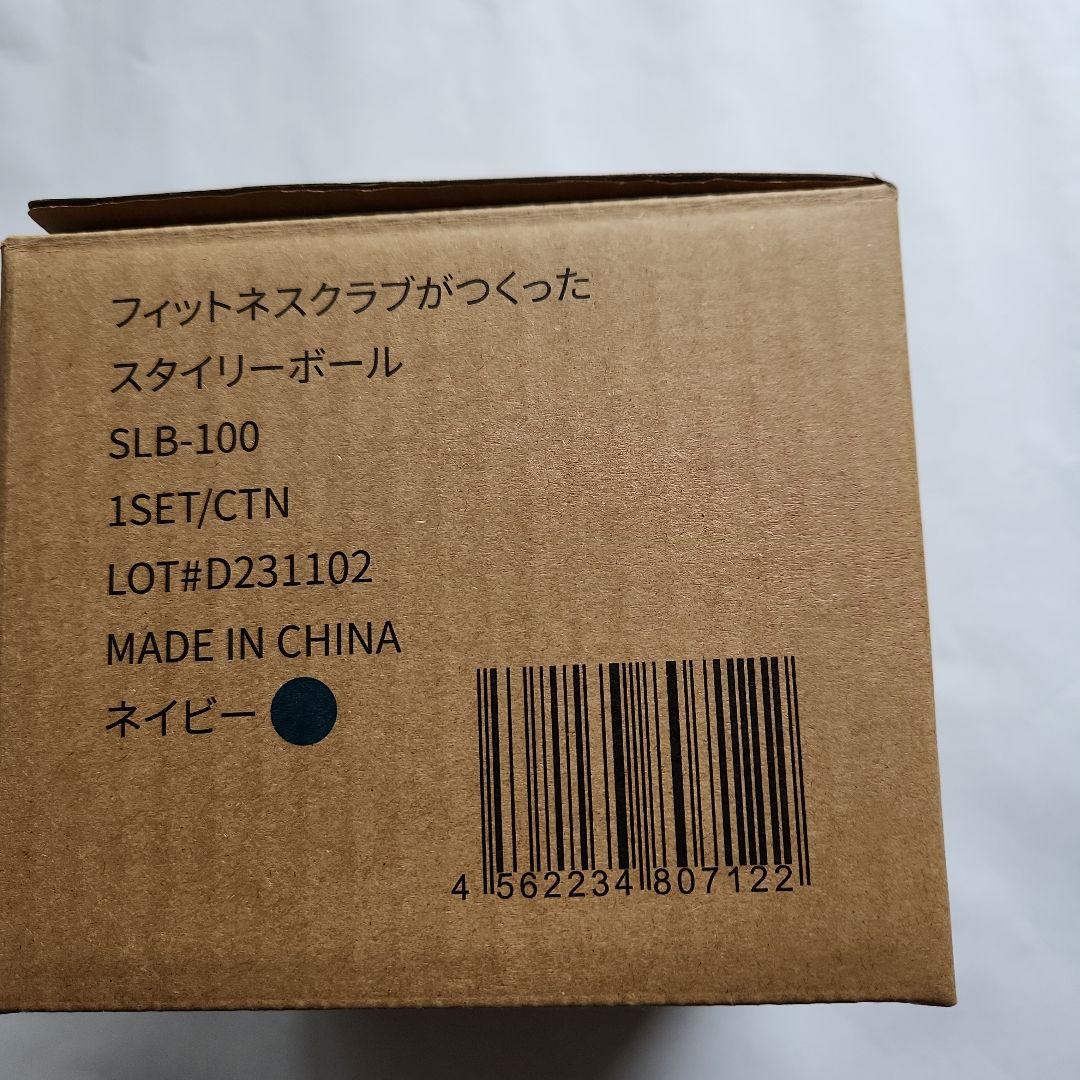 フィットネスクラブがつくった
スタイリーボール
SLB-100
1SET/CTN
LOT#D231102
MADE IN CHINA
ネイビー
4 562234 807122